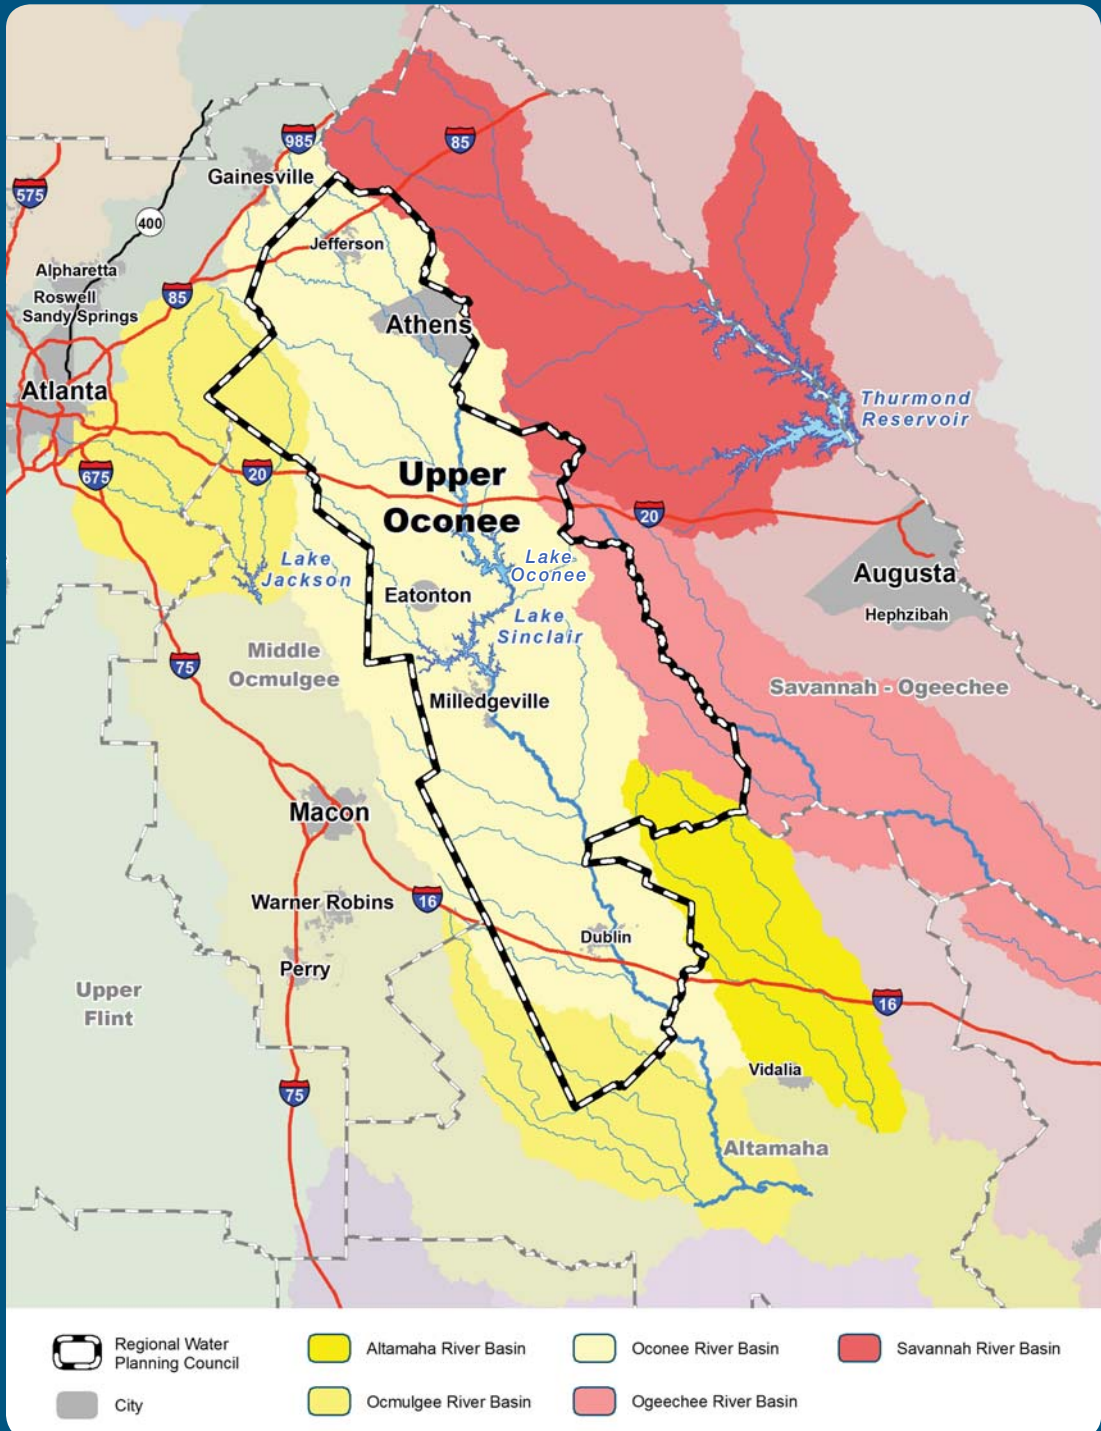 985
85
Gainesville
575
400
Jefferson
Alpharetta
Roswell
Sandy Springs
85
Athens
Atlanta
Thurmond
Reservoir
675
20
Upper
Oconee
20
Lake
Jackson
Lake
Oconee
Augusta
Eatonton
Hephzibah
Lake
Sinclair
Middle
Ocmulgee
75
Savannah - Ogeechee
Milledgeville
Macon
Warner Robins
16
Dublin
Perry
Upper
Flint
16
Vidalia
75
Altamaha
Regional Water
Planning Council
Altamaha River Basin
Oconee River Basin
Savannah River Basin
City
Ocmulgee River Basin
Ogeechee River Basin